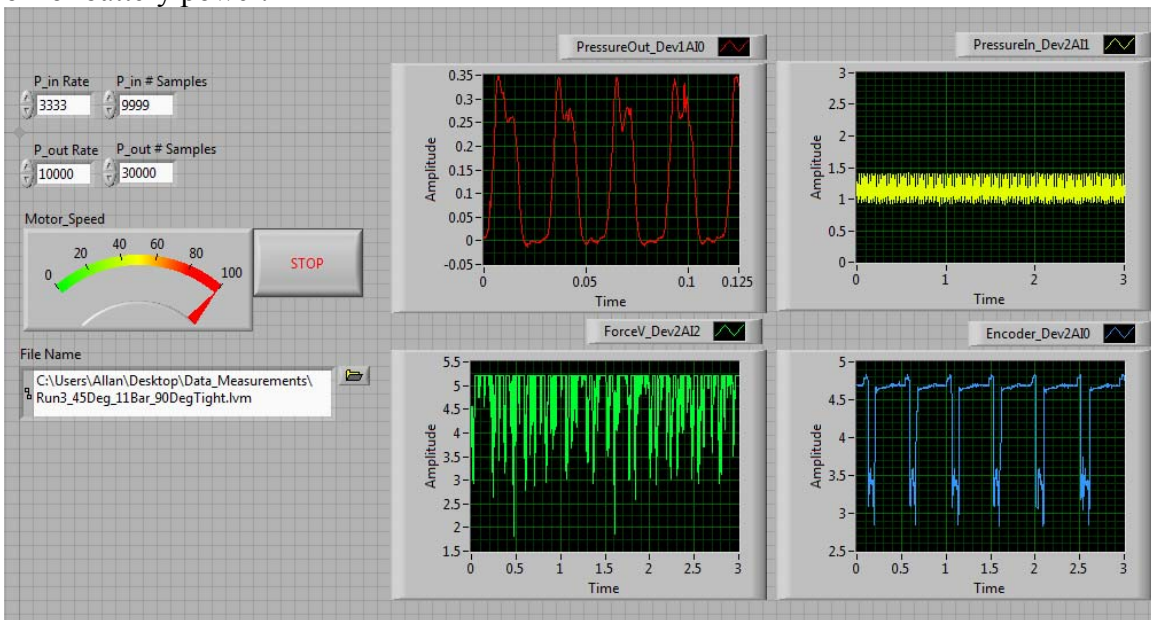 P_in Rate P_in # Samples
3333 9999
P_out Rate P_out # Samples
10000 30000
Motor_Speed
0 20 40 60 80 100
STOP
File Name
C:\Users\Allan\Desktop\Data_Measurements\
Run3_45Deg_11Bar_90DegTight.lvm
PressureOut_Dev1AI0
Amplitude
0.35
0.3
0.25
0.2
0.15
0.1
0.05
0
-0.05
0 0.05 0.1 0.125
Time
PressureIn_Dev2AI1
Amplitude
3
2.5
2
1.5
1
0.5
0
0 1 2 3
Time
ForceV_Dev2AI2
Amplitude
5.5
5
4.5
4
3.5
3
2.5
2
1.5
0 0.5 1 1.5 2 2.5 3
Time
Encoder_Dev2AI0
Amplitude
5
4.5
4
3.5
3
2.5
0 0.5 1 1.5 2 2.5 3
Time